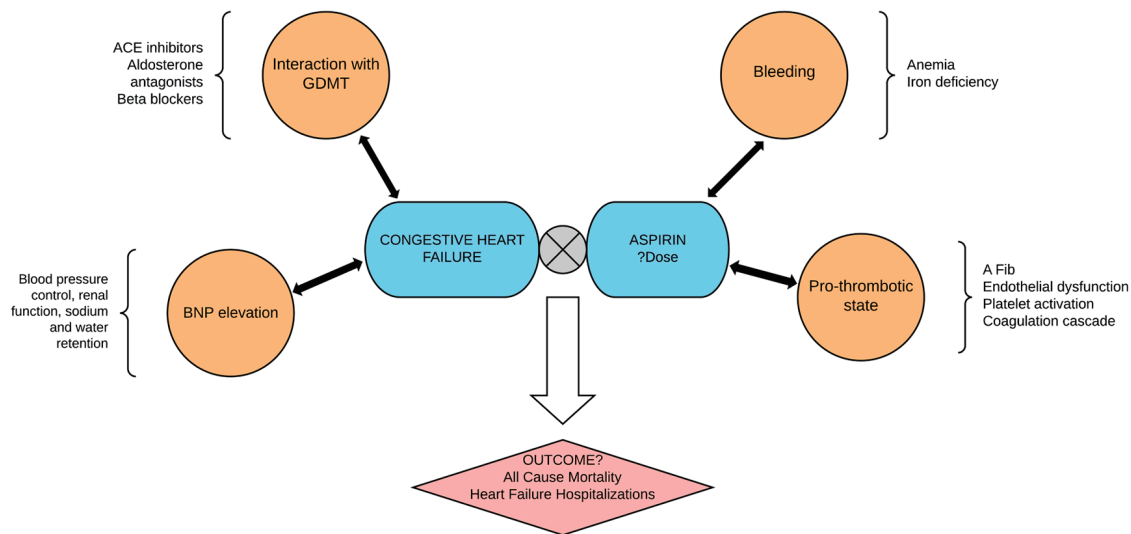 ACE inhibitors
Aldosterone
antagonists
Beta blockers
Interaction with
GDMT
Bleeding
Anemia
Iron deficiency
CONGESTIVE HEART
FAILURE
ASPIRIN
?Dose
Blood pressure
control, renal
function, sodium
and water
retention
BNP elevation
Pro-thrombotic
state
A Fib
Endothelial dysfunction
Platelet activation
Coagulation cascade
OUTCOME?
All Cause Mortality
Heart Failure Hospitalizations